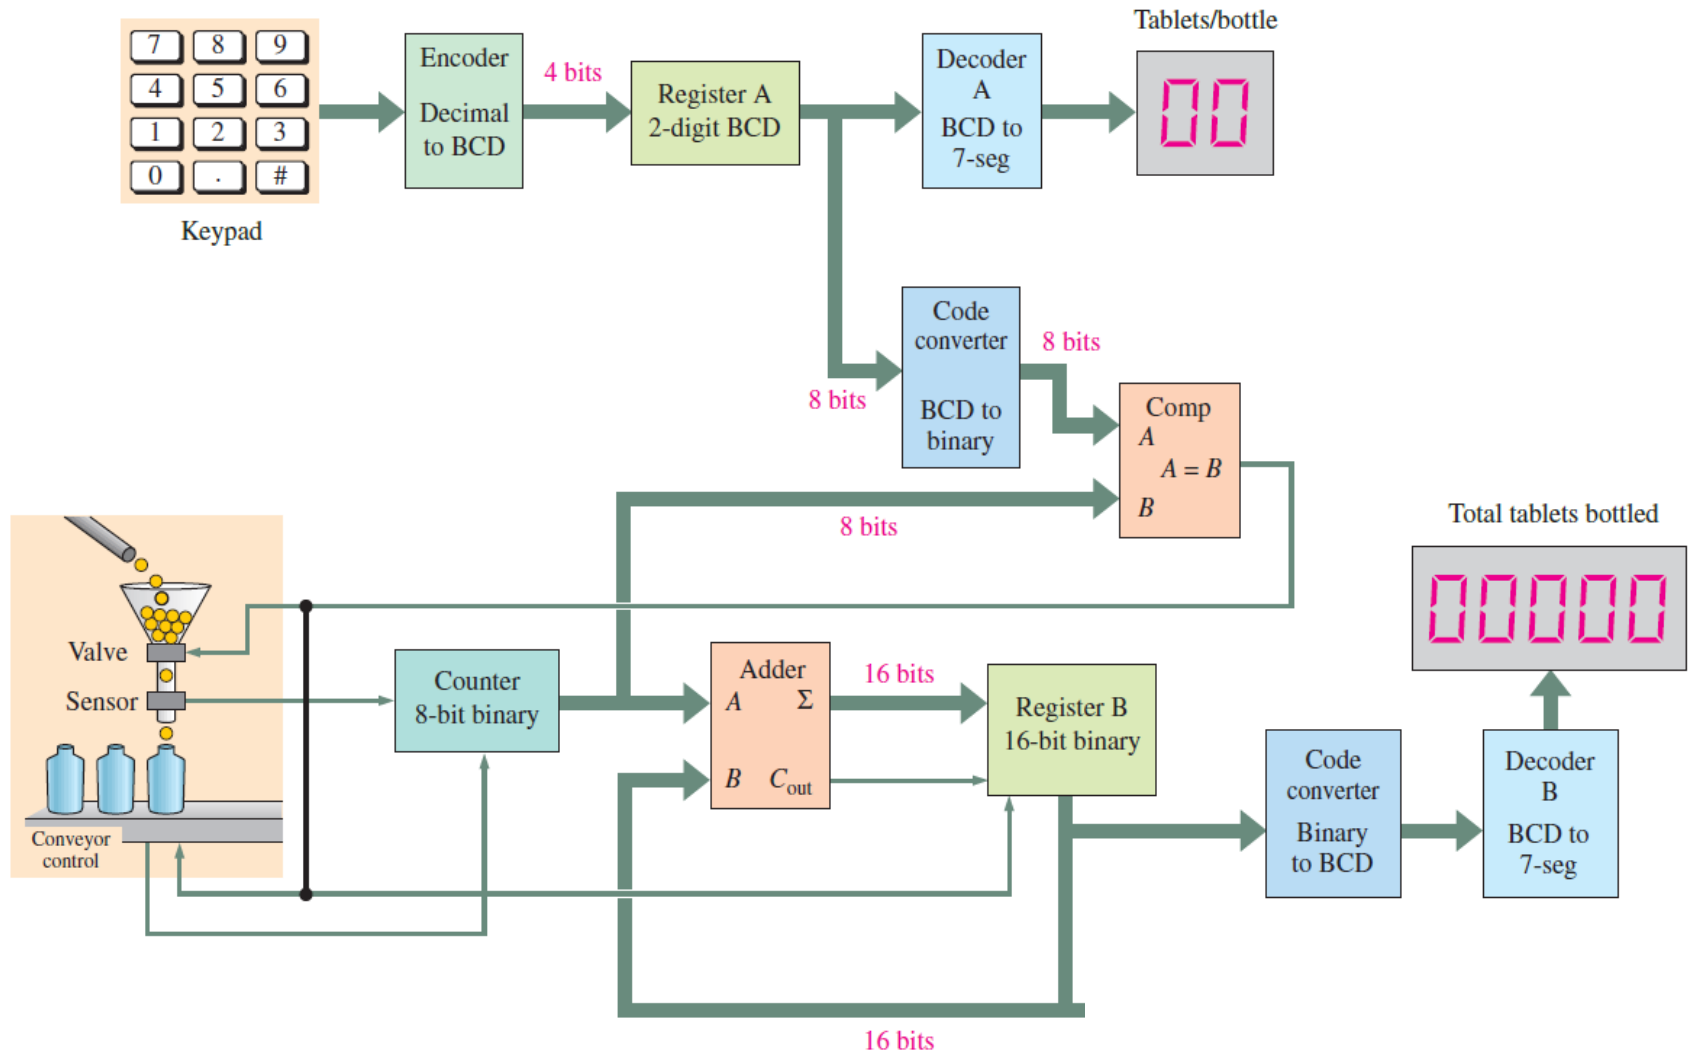 Tablets/bottle
7 8 9
4 5 6
1 2 3
0 . #
Keypad
Encoder
Decimal
to BCD
4 bits
Register A
2-digit BCD
Decoder
A
BCD to
7-seg
00
8 bits
Code
converter
BCD to
binary
8 bits
Comp
A
A = B
B
8 bits
Total tablets bottled
00000
Valve
Sensor
Conveyor
control
Counter
8-bit binary
Adder
A Σ
B Cout
16 bits
Register B
16-bit binary
Code
converter
Binary
to BCD
Decoder
B
BCD to
7-seg
16 bits